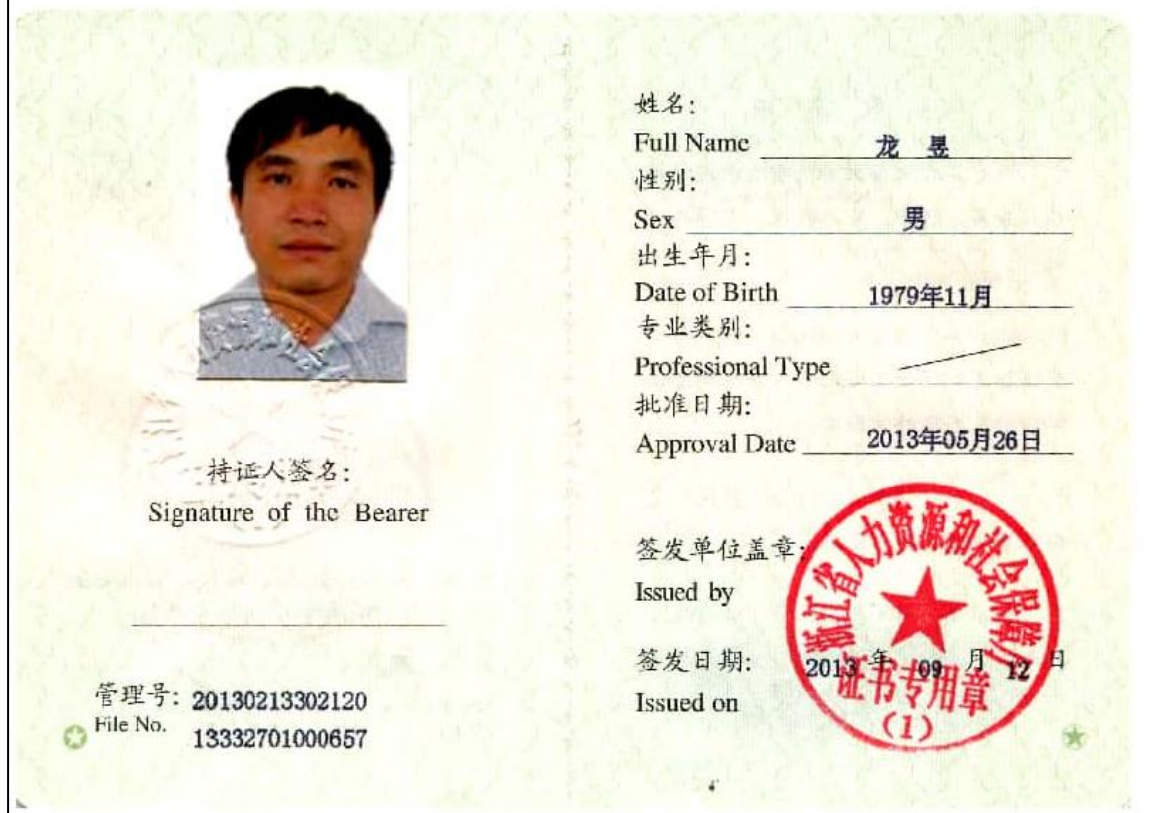 持证人签名:
Signature of the Bearer
管理号: 20130213302120
File No.
13332701000657
姓名:
Full Name 龙 昱
性别:
Sex 男
出生年月:
Date of Birth 1979年11月
专业类别:
Professional Type
批准日期:
Approval Date 2013年05月26日
签发单位盖章:
Issued by
浙江省人力资源和社会保障厅
证书专用章
(1)
签发日期: 2013 年 09 月 12 日
Issued on
4